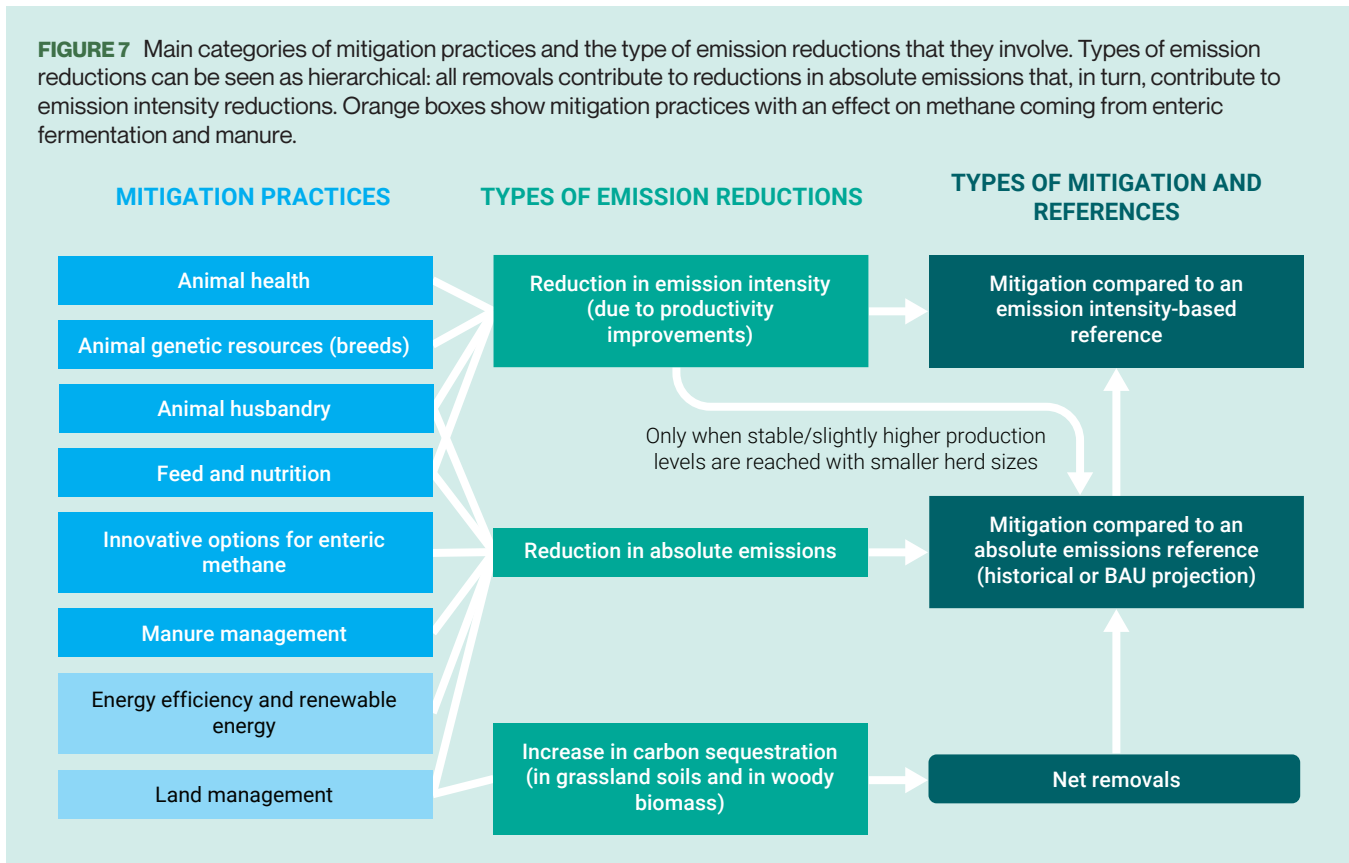 FIGURE 7 Main categories of mitigation practices and the type of emission reductions that they involve. Types of emission
reductions can be seen as hierarchical: all removals contribute to reductions in absolute emissions that, in turn, contribute to
emission intensity reductions. Orange boxes show mitigation practices with an effect on methane coming from enteric
fermentation and manure.
MITIGATION PRACTICES
Animal health
Animal genetic resources (breeds)
Animal husbandry
Feed and nutrition
Innovative options for enteric
methane
Manure management
Energy efficiency and renewable
energy
Land management
TYPES OF EMISSION REDUCTIONS
Reduction in emission intensity
(due to productivity
improvements)
Only when stable/slightly higher production
levels are reached with smaller herd sizes
Reduction in absolute emissions
Increase in carbon sequestration
(in grassland soils and in woody
biomass)
TYPES OF MITIGATION AND
REFERENCES
Mitigation compared to an
emission intensity-based
reference
Mitigation compared to an
absolute emissions reference
(historical or BAU projection)
Net removals